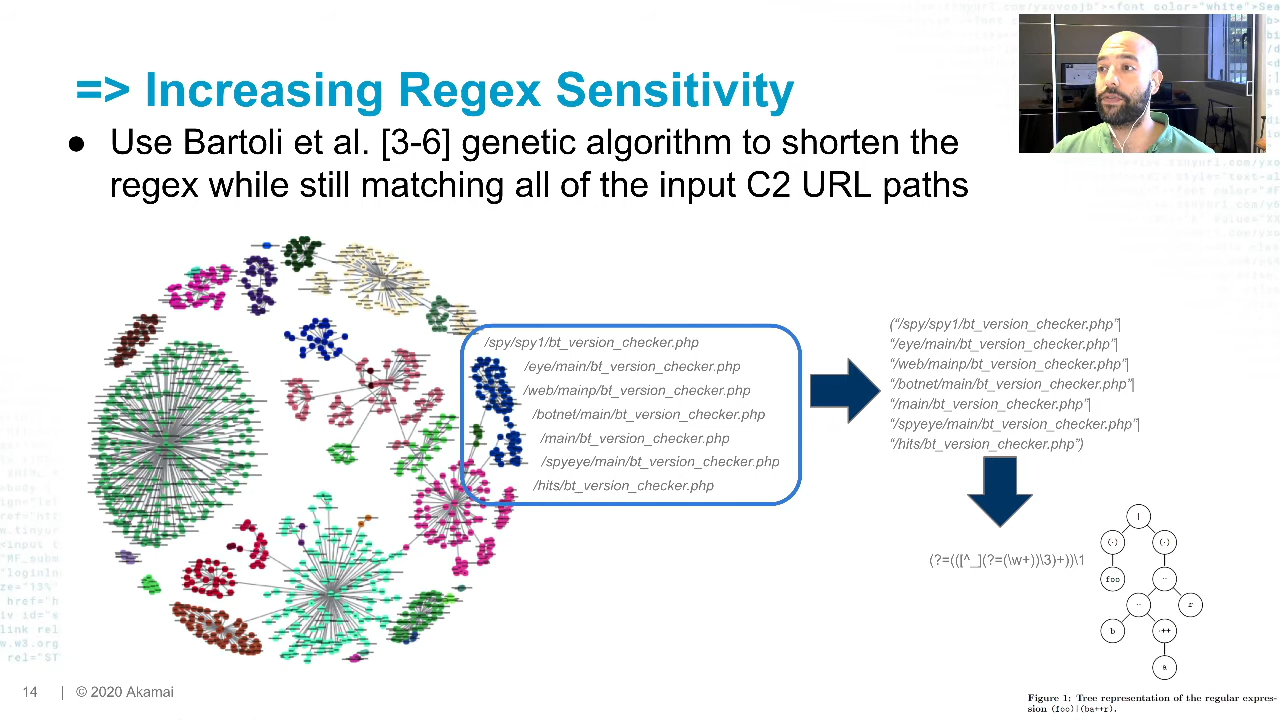 => Increasing Regex Sensitivity
● Use Bartoli et al. [3-6] genetic algorithm to shorten the
regex while still matching all of the input C2 URL paths
/spy/spy1/bt_version_checker.php
/eye/main/bt_version_checker.php
/web/mainp/bt_version_checker.php
/botnet/main/bt_version_checker.php
/main/bt_version_checker.php
/spyeye/main/bt_version_checker.php
/hits/bt_version_checker.php
("/spy/spy1/bt_version_checker.php"|
"/eye/main/bt_version_checker.php"|
"/web/mainp/bt_version_checker.php"|
"/botnet/main/bt_version_checker.php"|
"/main/bt_version_checker.php"|
"/spyeye/main/bt_version_checker.php"|
"/hits/bt_version_checker.php")
(?=(([^_](?=(\w+))\3)+))\1
|
(·) (·)
foo ··
·· r
b ·++
a
Figure 1: Tree representation of the regular expres-
sion (foo)|(ba++r).
14 | © 2020 Akamai